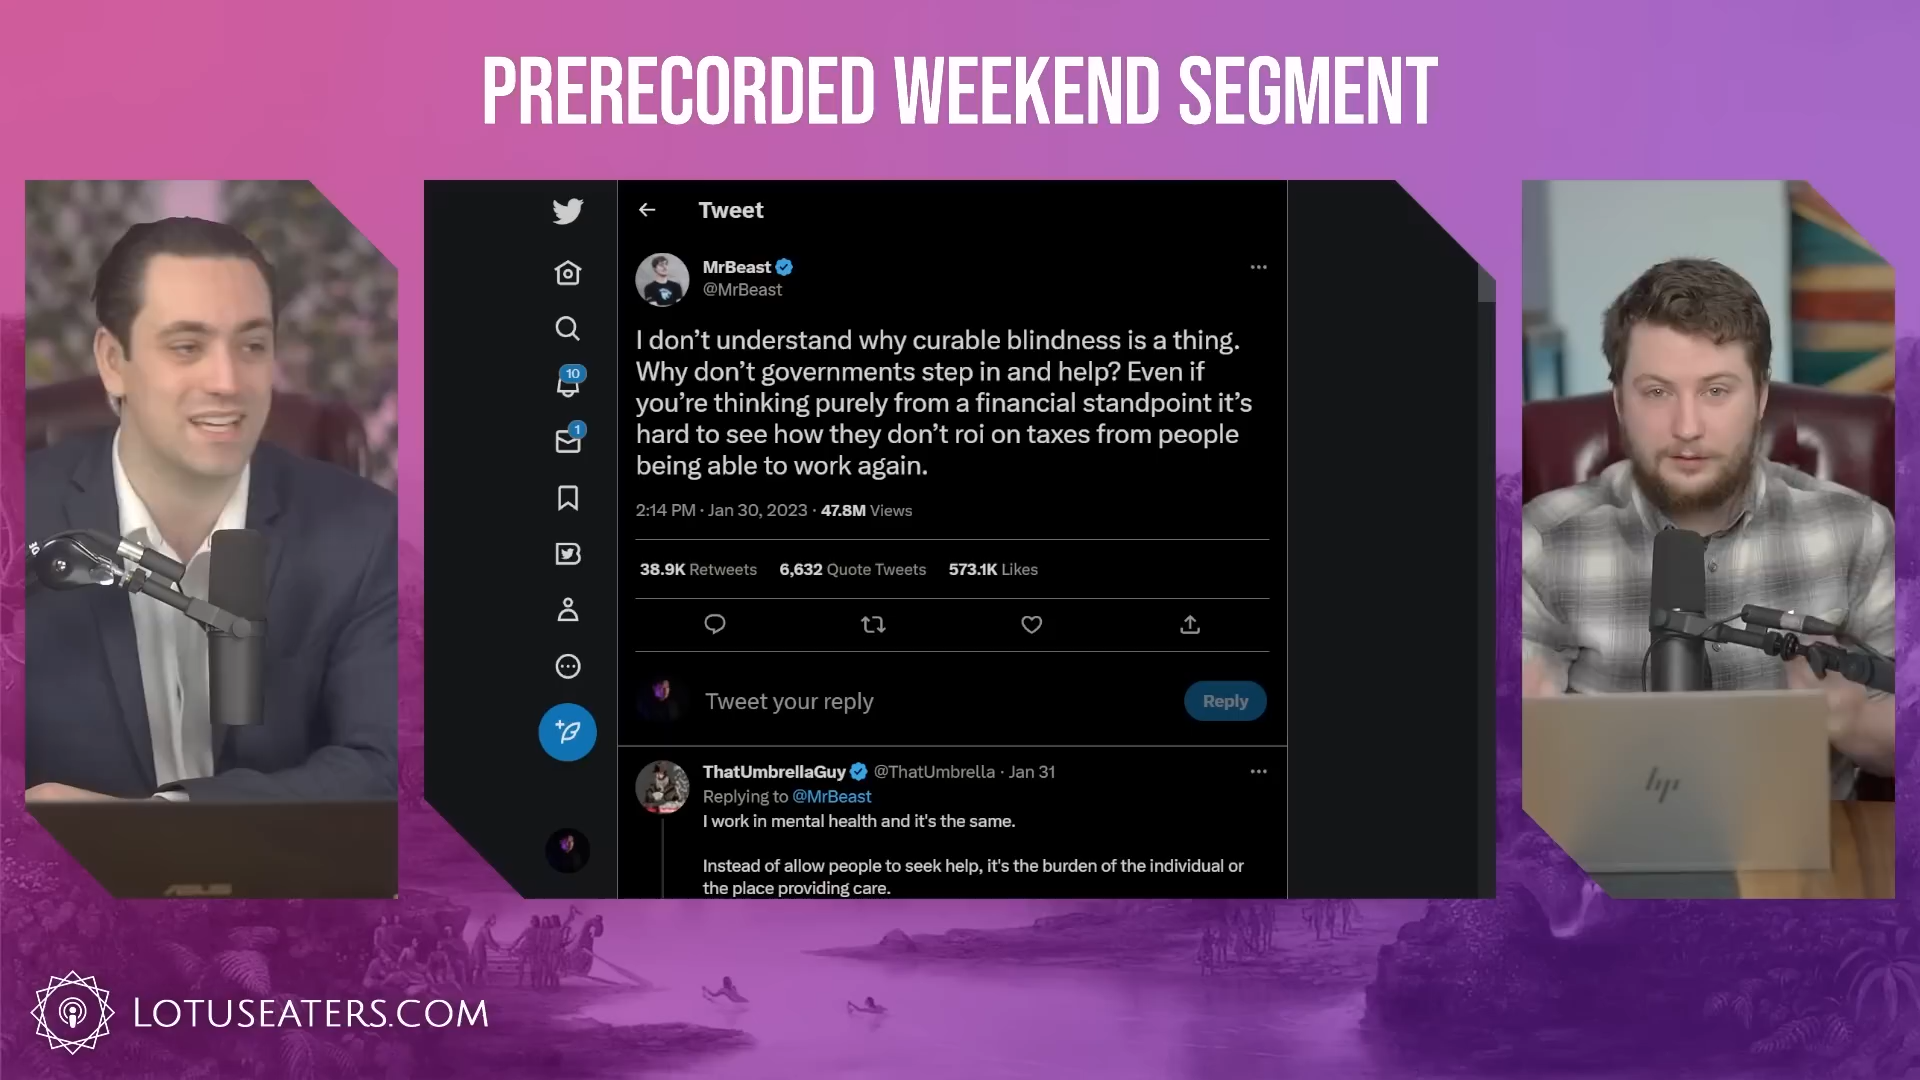 PRERECORDED WEEKEND SEGMENT
Tweet
MrBeast
@MrBeast
I don’t understand why curable blindness is a thing.
Why don’t governments step in and help? Even if
you’re thinking purely from a financial standpoint it’s
hard to see how they don’t roi on taxes from people
being able to work again.
2:14 PM · Jan 30, 2023 · 47.8M Views
38.9K Retweets 6,632 Quote Tweets 573.1K Likes
10
1
Tweet your reply
Reply
ThatUmbrellaGuy @ThatUmbrella · Jan 31
Replying to @MrBeast
I work in mental health and it's the same.
Instead of allow people to seek help, it's the burden of the individual or
the place providing care.
ASUS
hp
LOTUSEATERS.COM